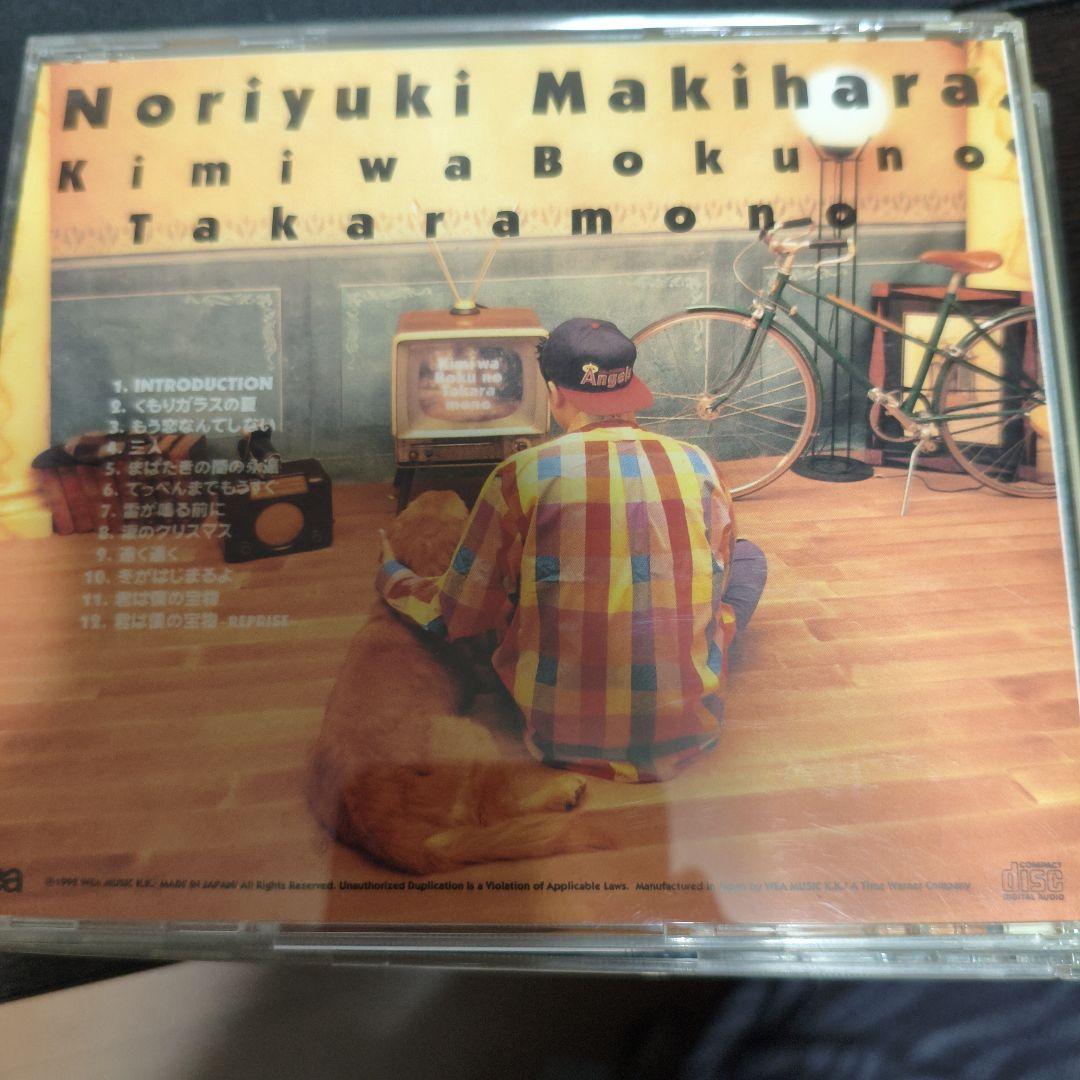 Noriyuki Makihara
Kimi wa Boku no
Takaramono
Kimi wa
Boku no
Takara
mono
Angels
1. INTRODUCTION
2. くもりガラスの夏
3. もう恋なんてしない
4. 三人
5. まばたきの間の永遠
6. てっぺんまでもうすぐ
7. 雷が鳴る前に
8. 涙のクリスマス
9. 遠く遠く
10. 冬がはじまるよ
11. 君は僕の宝物
12. 君は僕の宝物 -REPRISE-
℗1992 WEA MUSIC K.K./ MADE IN JAPAN/ All Rights Reserved. Unauthorized Duplication is a Violation of Applicable Laws. Manufactured in Japan by WEA MUSIC K.K./ A Time Warner Company
COMPACT
disc
DIGITAL AUDIO